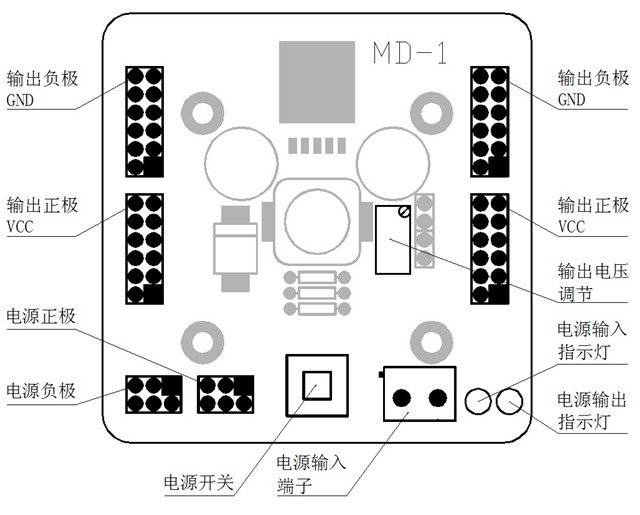 MD-1
输出负极
GND
输出负极
GND
输出正极
VCC
输出正极
VCC
输出电压
调节
电源正极
电源输入
指示灯
电源负极
电源输出
指示灯
电源开关
电源输入
端子